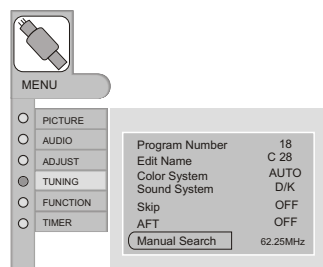 MENU
PICTURE
AUDIO
ADJUST
TUNING
FUNCTION
TIMER
Program Number 18
Edit Name C 28
Color System AUTO
Sound System D/K
Skip OFF
AFT OFF
Manual Search 62.25MHz